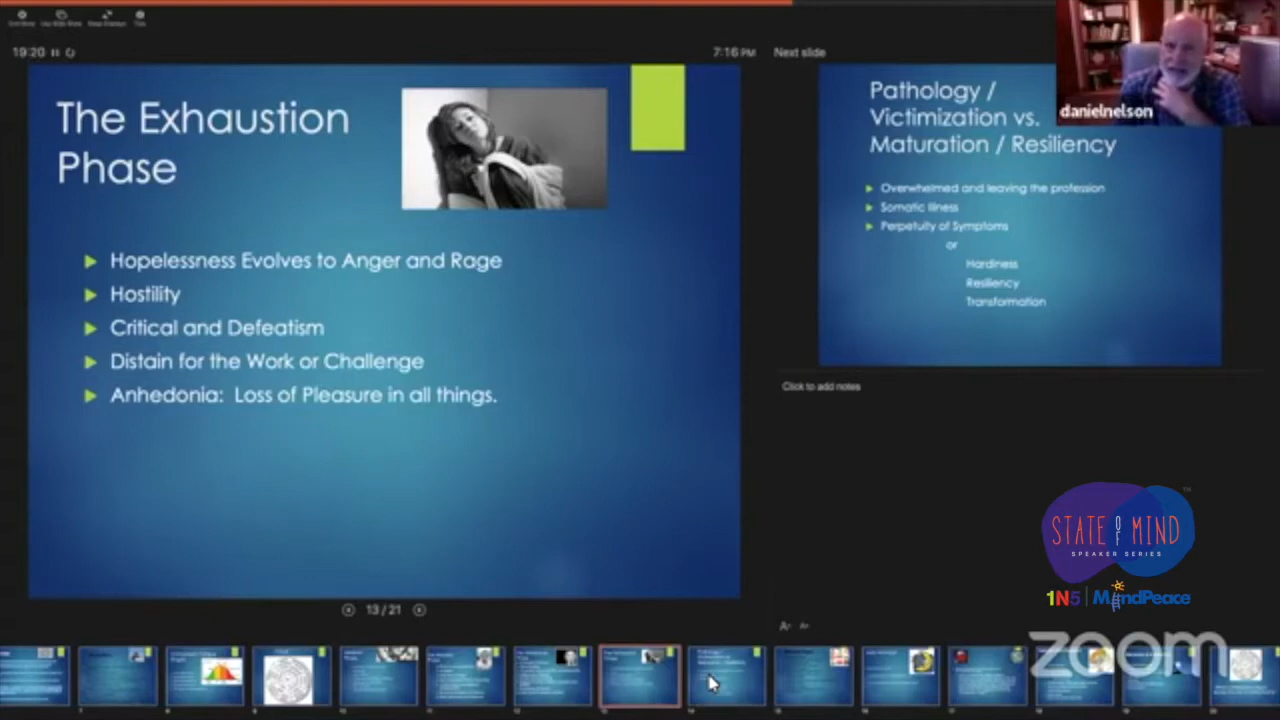 19:20
7:16 PM
Next slide
The Exhaustion
Phase
Hopelessness Evolves to Anger and Rage
Hostility
Critical and Defeatism
Distain for the Work or Challenge
Anhedonia: Loss of Pleasure in all things.
13/21
Pathology /
Victimization vs.
Maturation / Resiliency
Overwhelmed and leaving the profession
Somatic Illness
Perpetuity of Symptoms
or
Hardiness
Resiliency
Transformation
danielnelson
Click to add notes
STATE OF MIND
SPEAKER SERIES
TM
1N5 | MindPeace
zoom